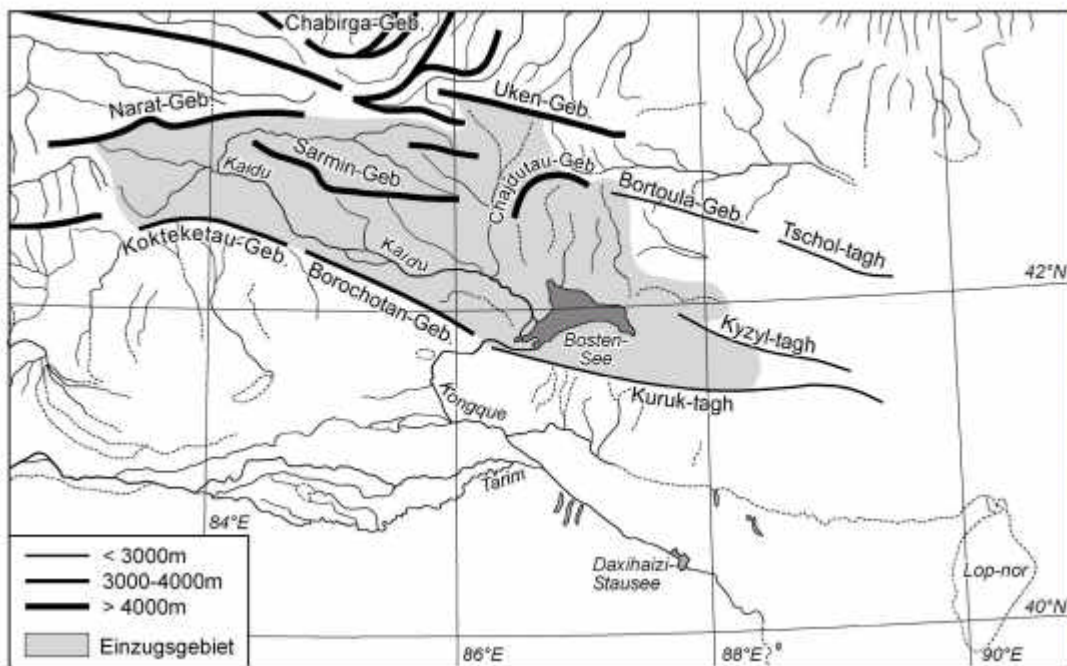 Chabirga-Geb.
Narat-Geb.
Uken-Geb.
Kaidu
Sarmin-Geb.
Chajdutau-Geb.
Bortoula-Geb.
Tschol-tagh
Kokteketau-Geb.
Kaidu
42°N
Borochotan-Geb.
Bosten-
See
Kyzyl-tagh
Kuruk-tagh
Kongque
Tarim
84°E
< 3000m
3000-4000m
> 4000m
Einzugsgebiet
Daxihaizi-
Stausee
Lop-nor
40°N
86°E
88°E
90°E